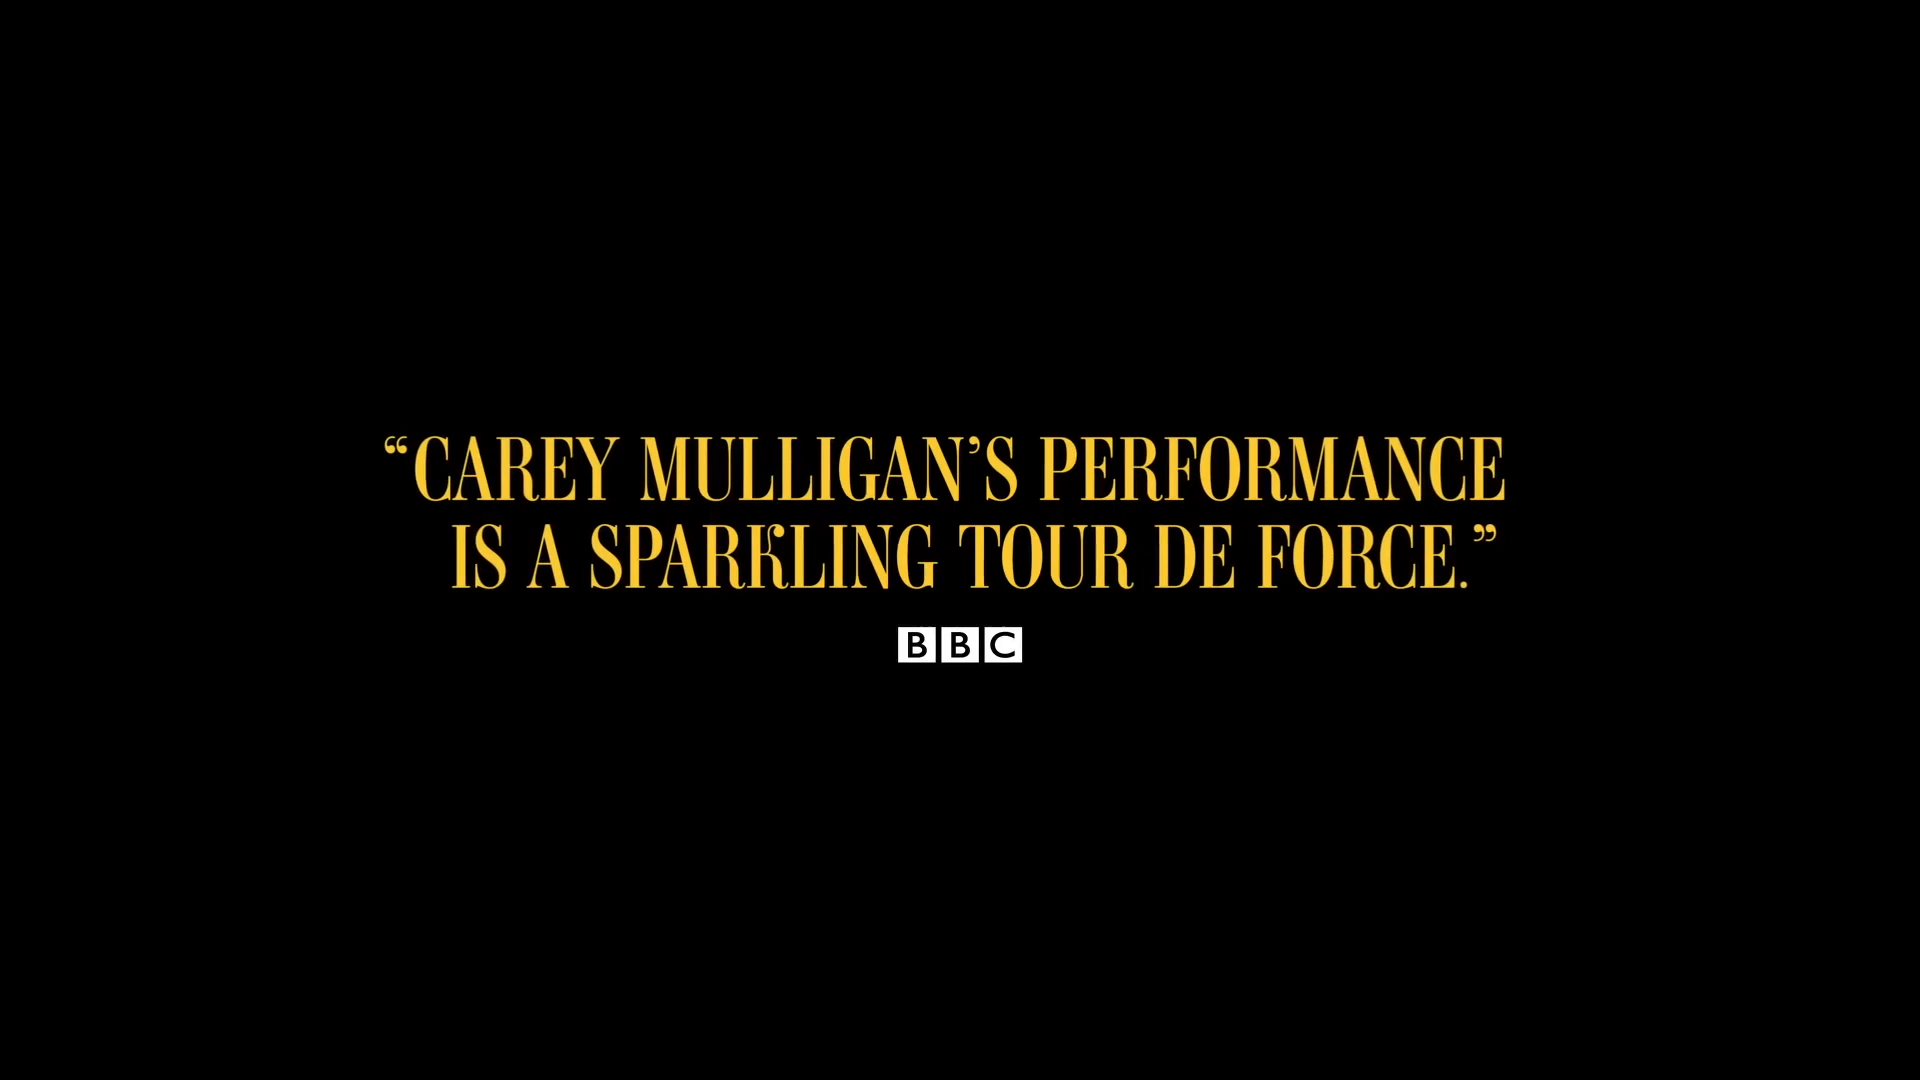 “CAREY MULLIGAN’S PERFORMANCE
IS A SPARKLING TOUR DE FORCE.”
BBC